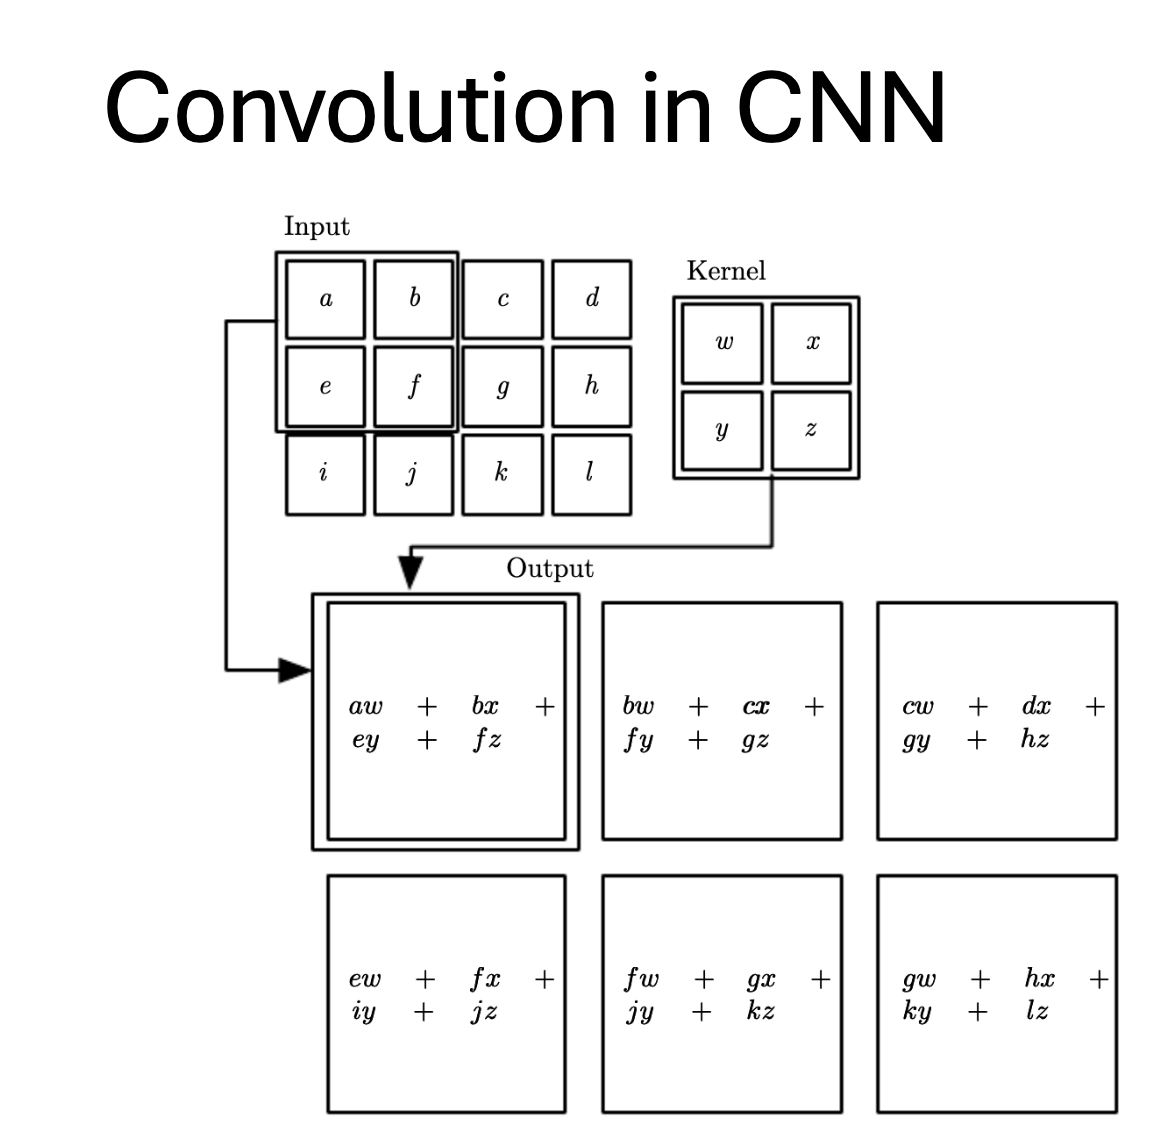 Convolution in CNN
Input
Kernel
a b c d
e f g h
i j k l
w x
y z
Output
aw + bx +
ey + fz
bw + cx +
fy + gz
cw + dx +
gy + hz
ew + fx +
iy + jz
fw + gx +
jy + kz
gw + hx +
ky + lz